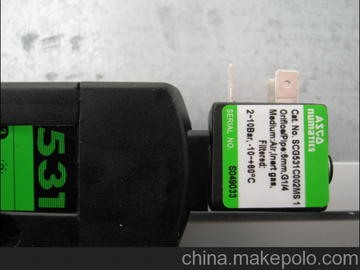 531
ASCO
numatics
Cat No. SCG531C002MS 1
Orifice/Pipe:6mm,G1/4
Medium:Air,Inert gas,
Filtered:
2~10Bar,-10~+60°C
SERIAL NO. S049033
china.makepolo.com